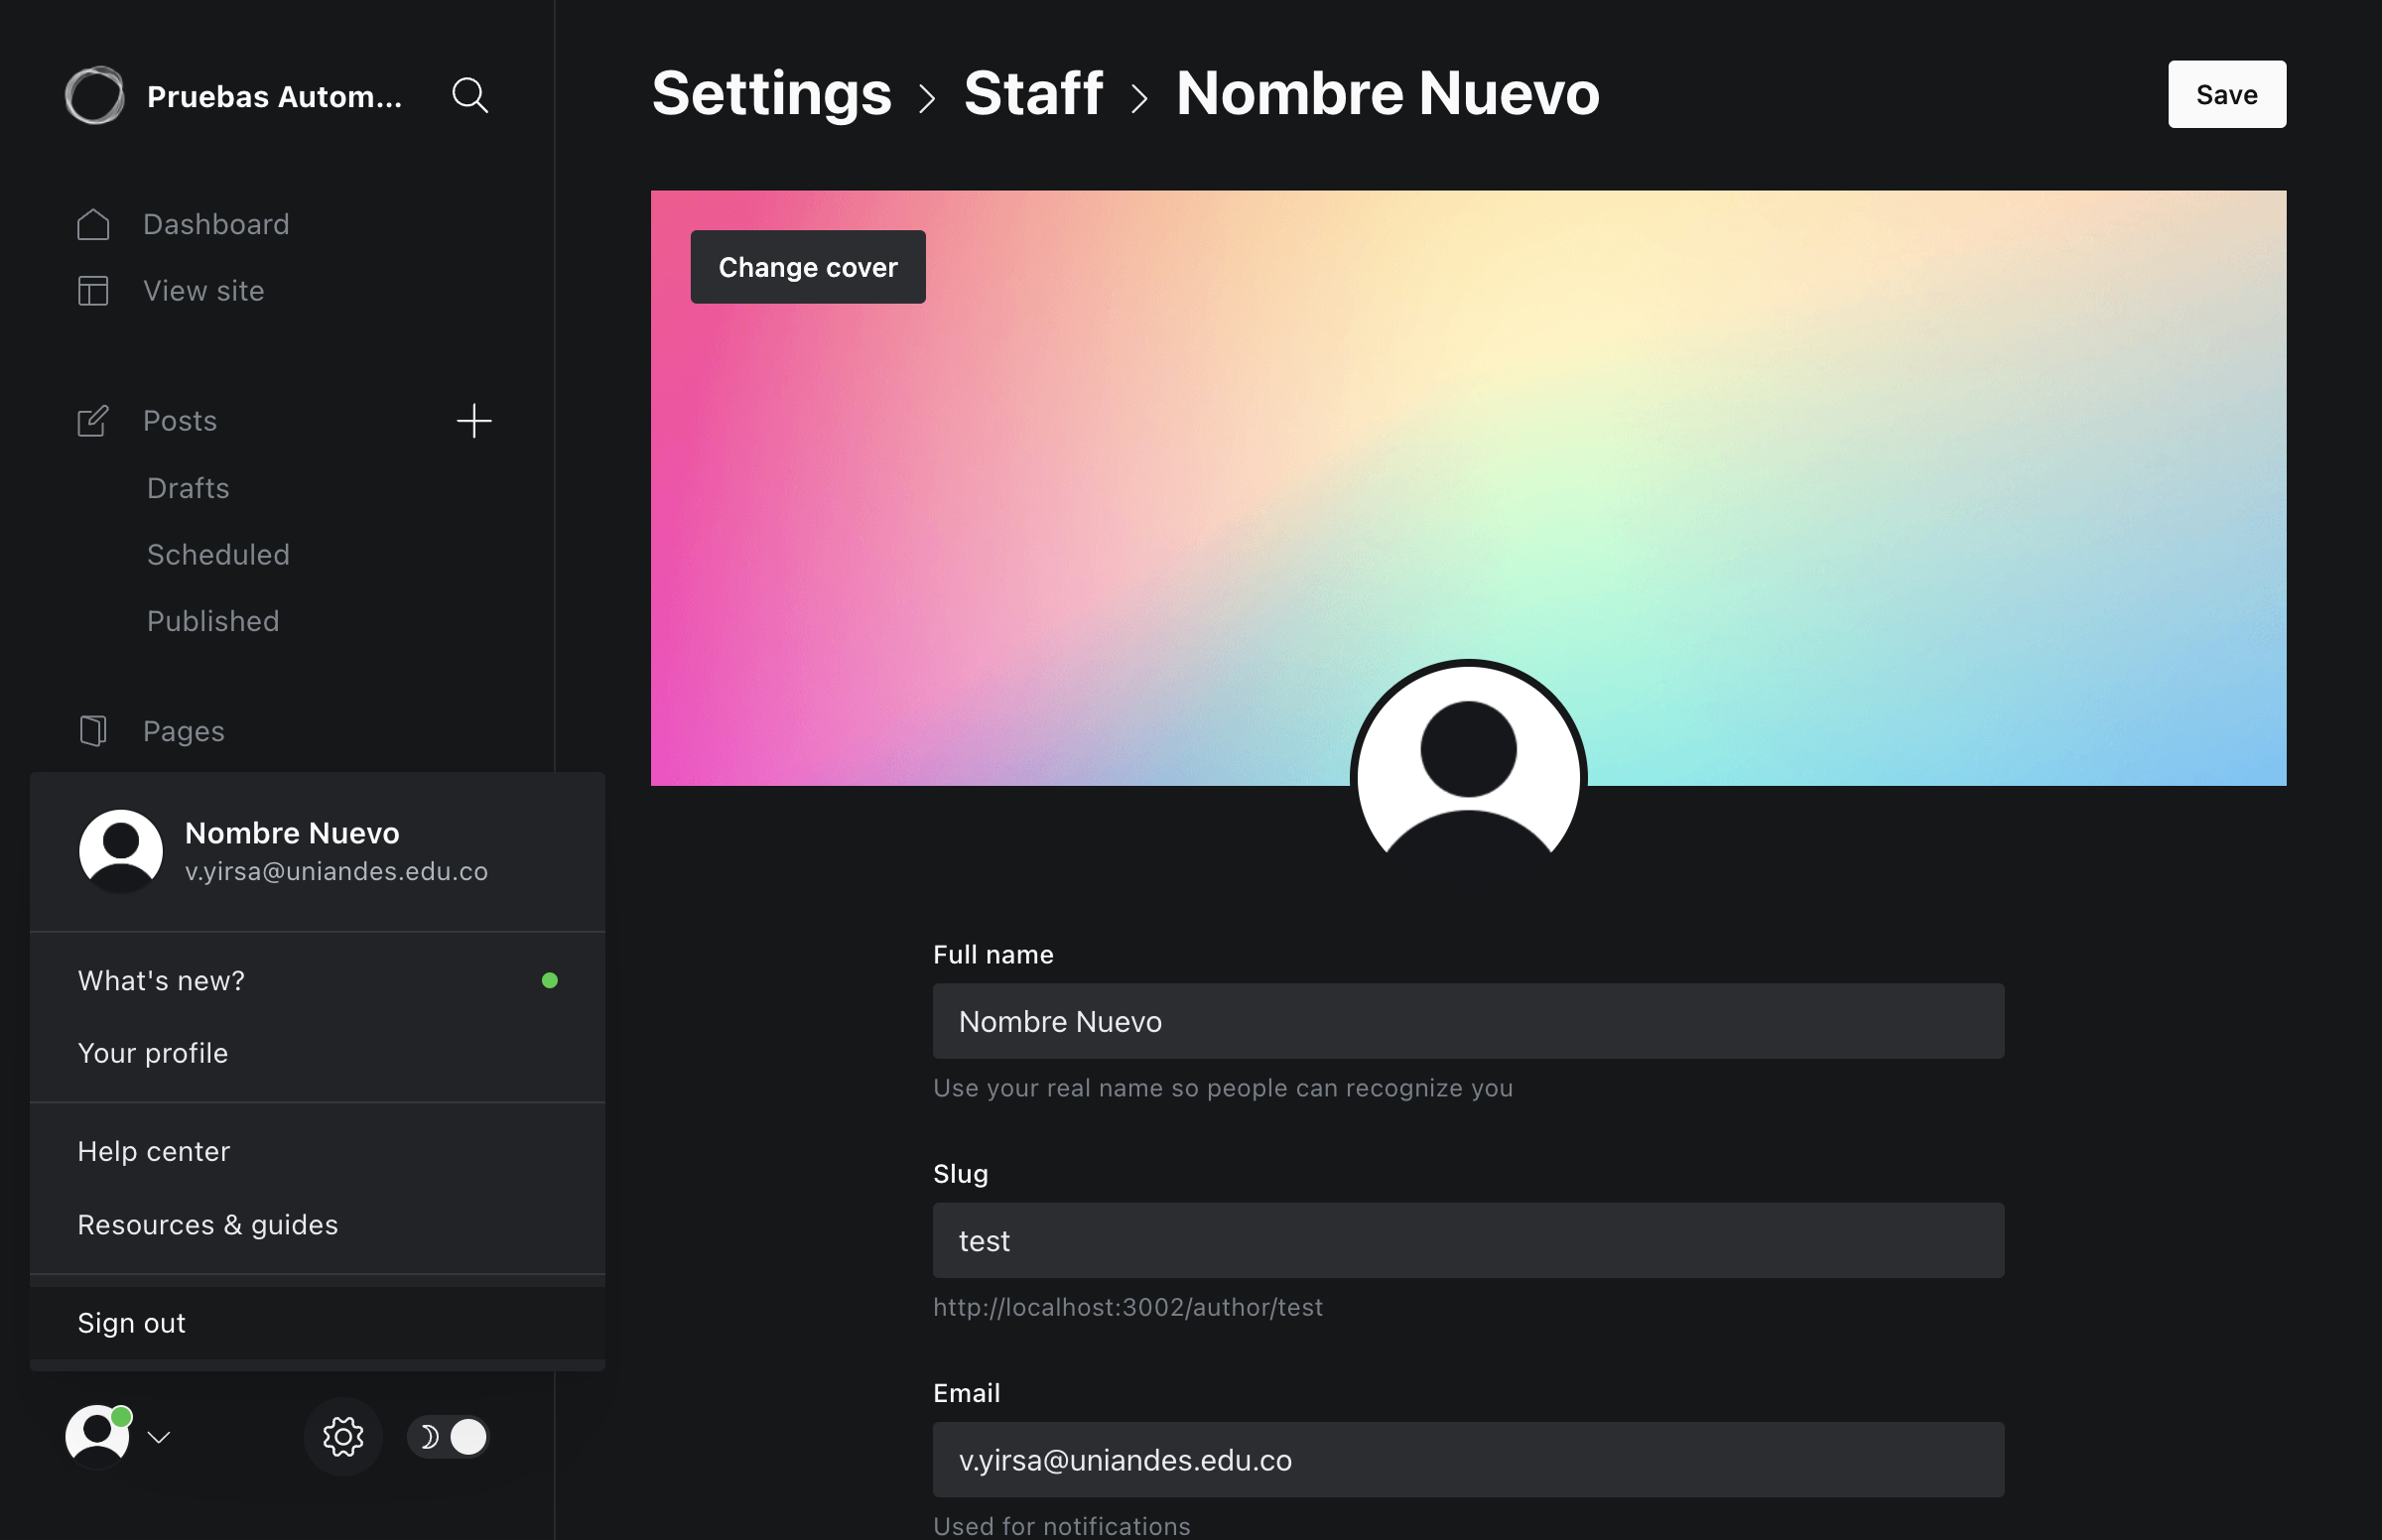 Pruebas Autom...
Dashboard
View site
Posts
Drafts
Scheduled
Published
Pages
Nombre Nuevo
v.yirsa@uniandes.edu.co
What's new?
Your profile
Help center
Resources & guides
Sign out
Settings > Staff > Nombre Nuevo
Save
Change cover
Full name
Nombre Nuevo
Use your real name so people can recognize you
Slug
test
http://localhost:3002/author/test
Email
v.yirsa@uniandes.edu.co
Used for notifications